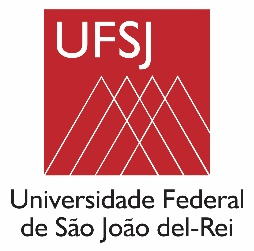 UFSJ
Universidade Federal
de São João del-Rei